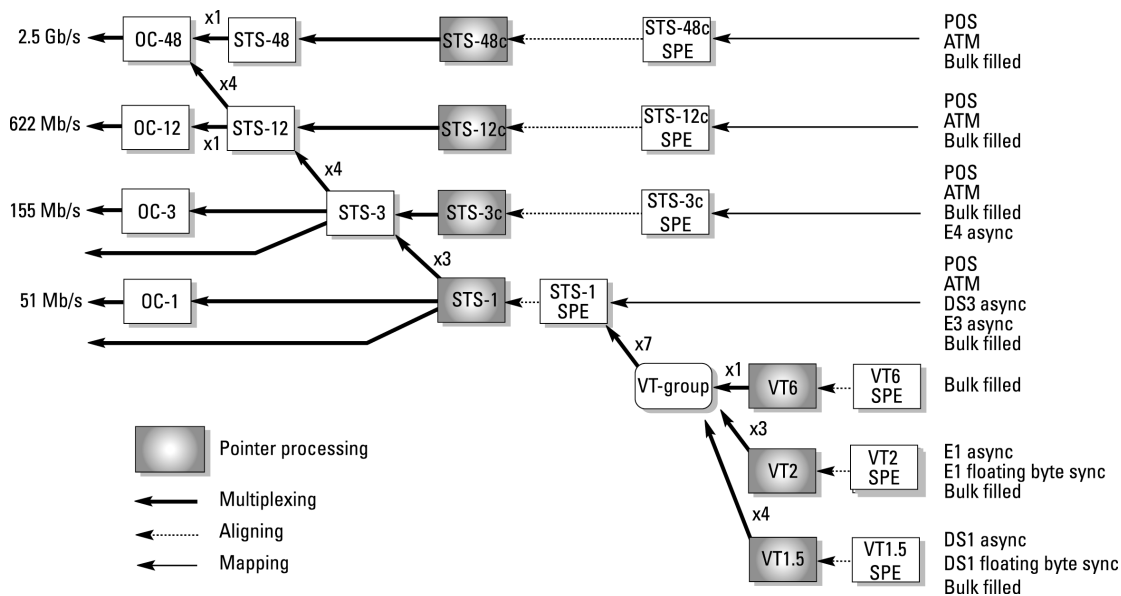 2.5 Gb/s
OC-48
x1
STS-48
STS-48c
STS-48c
SPE
POS
ATM
Bulk filled
x4
622 Mb/s
OC-12
x1
STS-12
STS-12c
STS-12c
SPE
POS
ATM
Bulk filled
x4
155 Mb/s
OC-3
STS-3
STS-3c
STS-3c
SPE
POS
ATM
Bulk filled
E4 async
x3
51 Mb/s
OC-1
STS-1
STS-1
SPE
POS
ATM
DS3 async
E3 async
Bulk filled
x7
VT-group
x1
VT6
VT6
SPE
Bulk filled
x3
VT2
VT2
SPE
E1 async
E1 floating byte sync
Bulk filled
x4
VT1.5
VT1.5
SPE
DS1 async
DS1 floating byte sync
Bulk filled
Pointer processing
Multiplexing
Aligning
Mapping